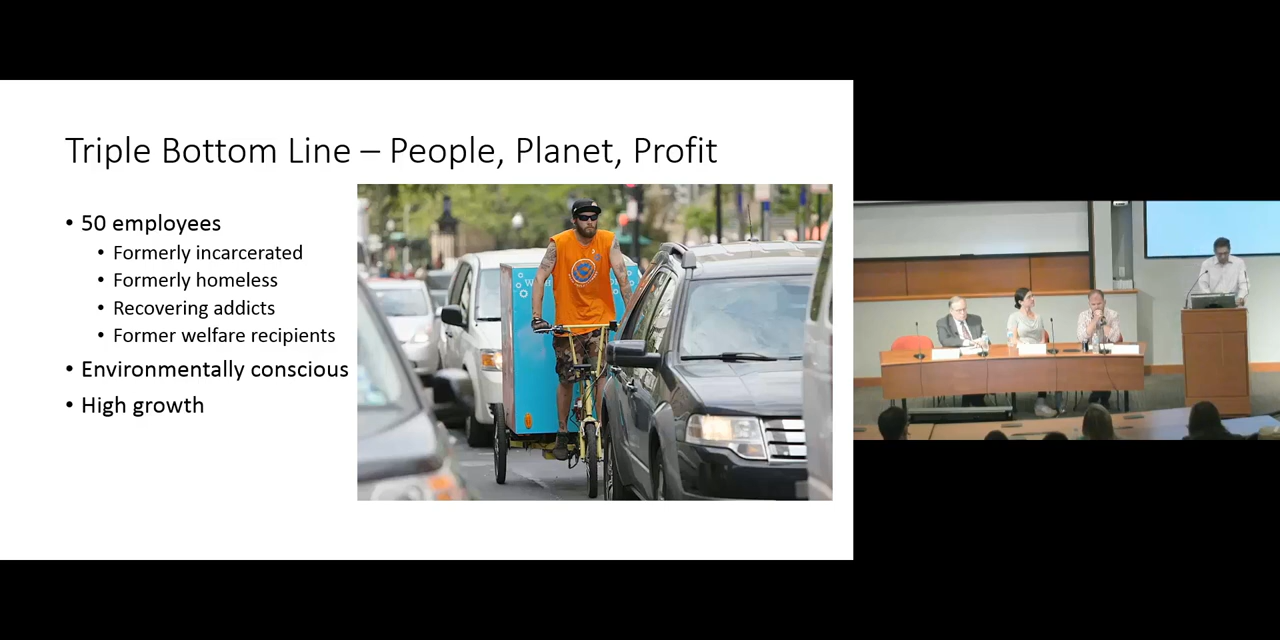 Triple Bottom Line – People, Planet, Profit
• 50 employees
• Formerly incarcerated
• Formerly homeless
• Recovering addicts
• Former welfare recipients
• Environmentally conscious
• High growth